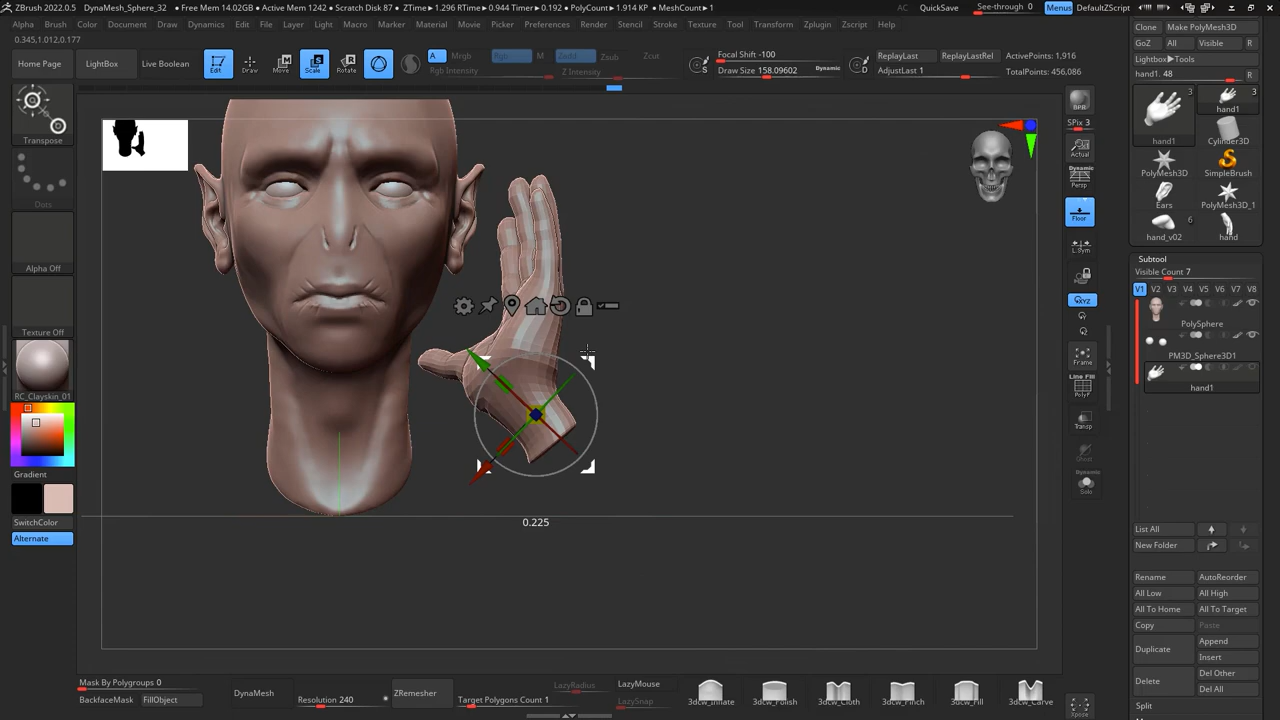 ZBrush 2022.0.5 DynaMesh_Sphere_32 ● Free Mem 14.02GB ● Active Mem 1242 ● Scratch Disk 87 ● ZTime▸1.296 RTime▸0.944 Timer▸0.192 ● PolyCount▸1.914 KP ● MeshCount▸1
AC QuickSave See-through 0 Menus DefaultZScript
Alpha Brush Color Document Draw Dynamics Edit File Layer Light Macro Marker Material Movie Picker Preferences Render Stencil Stroke Texture Tool Transform Zplugin Zscript Help
0.345,1.012,0.177
Home Page LightBox Live Boolean Edit Draw Move Scale Rotate
A Mrgb Rgb M Zadd Zsub Zcut
Rgb Intensity Z Intensity
S Focal Shift -100
Draw Size 158.09602 Dynamic
D ReplayLast ReplayLastRel ActivePoints: 1,916
AdjustLast 1 TotalPoints: 456,086
Transpose
Dots
Alpha Off
Texture Off
RC_Clayskin_01
Gradient
SwitchColor
Alternate
0.225
BPR
SPix 3
Actual
Dynamic
Persp
Floor
L.Sym
XYZ
Frame
Line Fill
PolyF
Transp
Ghost
Dynamic
Solo
Xpose
Clone Make PolyMesh3D
GoZ All Visible R
Lightbox▸Tools
hand1. 48 R
3 3
hand1 hand1
Cylinder3D
PolyMesh3D SimpleBrush
Ears PolyMesh3D_1
6
hand_v02 hand
Subtool
Visible Count 7
V1 V2 V3 V4 V5 V6 V7 V8
PolySphere
PM3D_Sphere3D1
hand1
List All
New Folder
Rename AutoReorder
All Low All High
All To Home All To Target
Copy Paste
Duplicate Append
Insert
Delete Del Other
Del All
Split
Mask By Polygroups 0
BackfaceMask FillObject
DynaMesh
Resolution 240
ZRemesher
Target Polygons Count 1
LazyRadius
LazyMouse
LazySnap
3dcw_Inflate 3dcw_Polish 3dcw_Cloth 3dcw_Pinch 3dcw_Fill 3dcw_Carve